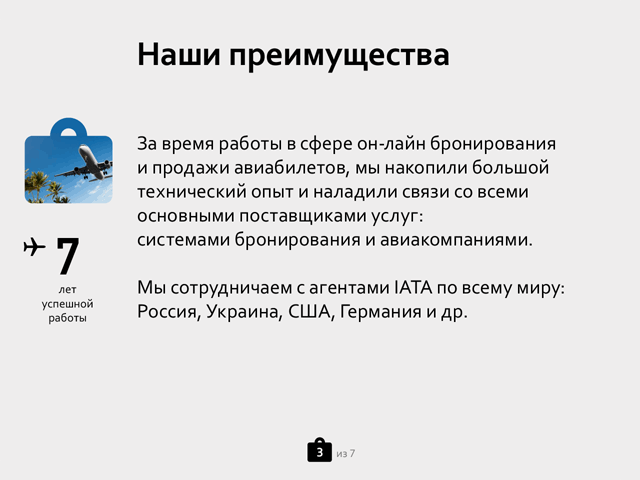 Наши преимущества
За время работы в сфере он-лайн бронирования
и продажи авиабилетов, мы накопили большой
технический опыт и наладили связи со всеми
основными поставщиками услуг:
системами бронирования и авиакомпаниями.
Мы сотрудничаем с агентами IATA по всему миру:
Россия, Украина, США, Германия и др.
7
лет
успешной
работы
3 из 7